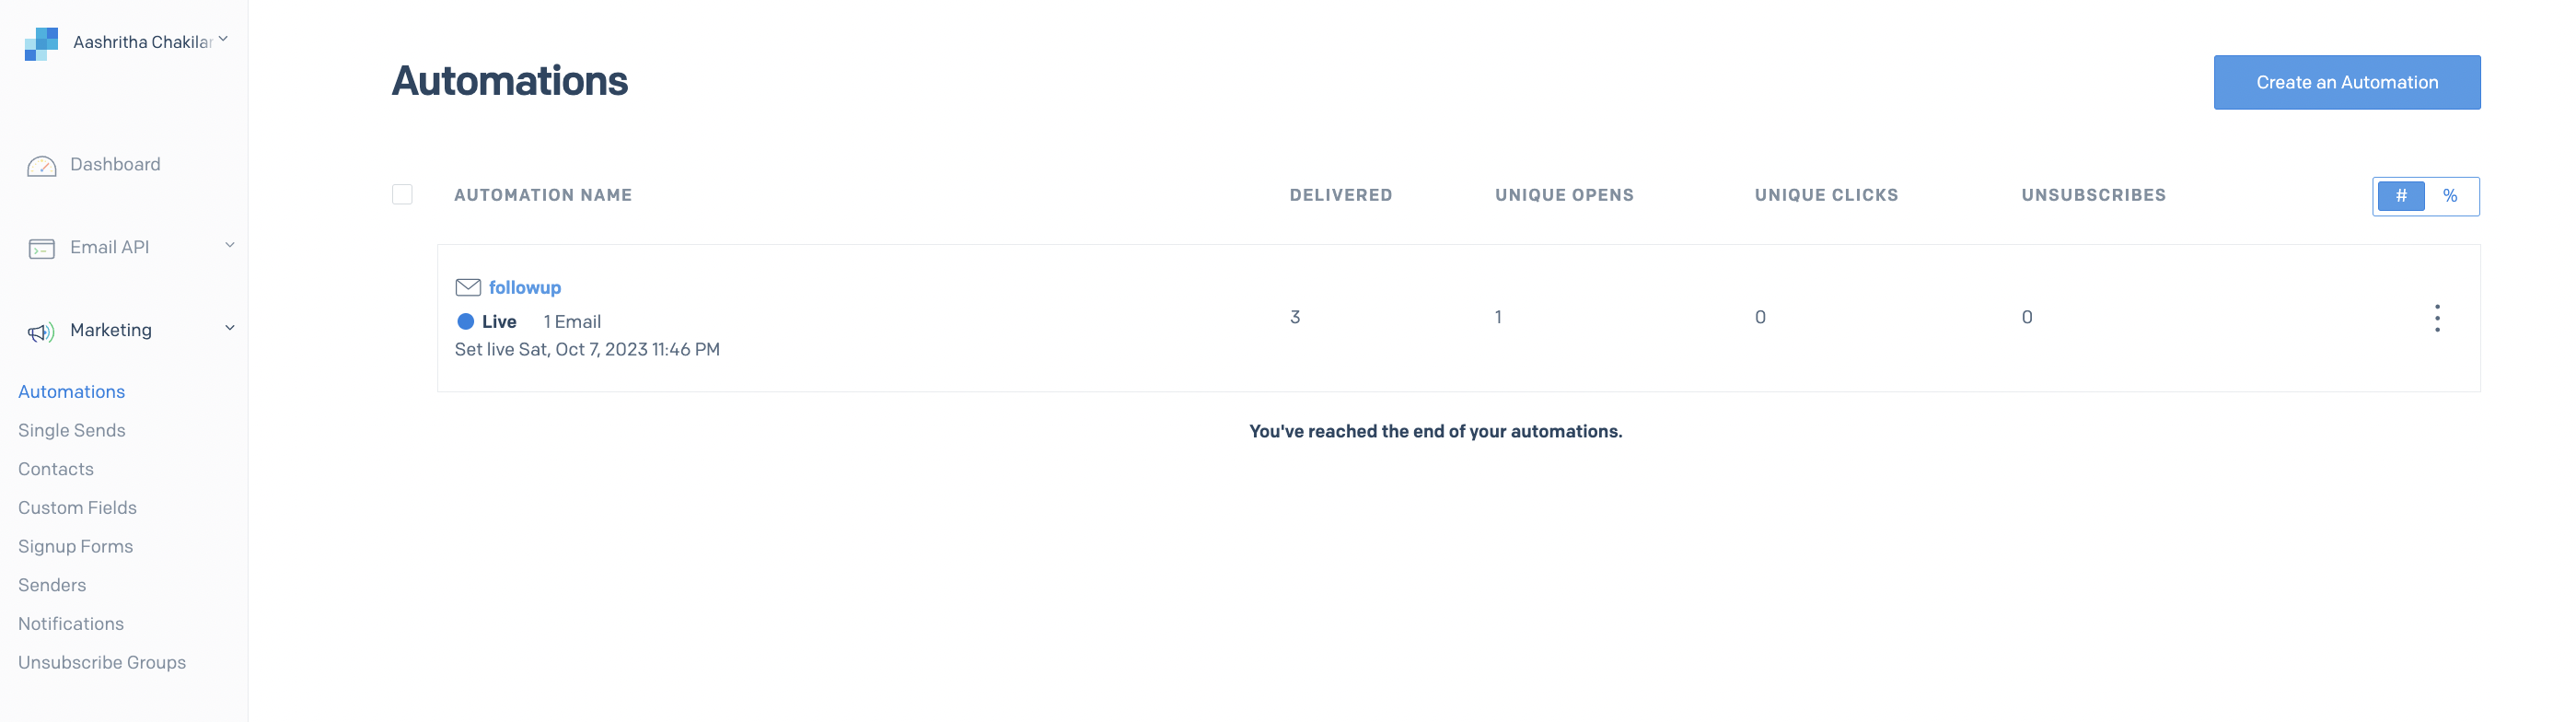 Aashritha Chakilar
Dashboard
Email API
Marketing
Automations
Single Sends
Contacts
Custom Fields
Signup Forms
Senders
Notifications
Unsubscribe Groups
Automations
Create an Automation
AUTOMATION NAME DELIVERED UNIQUE OPENS UNIQUE CLICKS UNSUBSCRIBES # %
followup
Live 1 Email
Set live Sat, Oct 7, 2023 11:46 PM
3 1 0 0
You've reached the end of your automations.